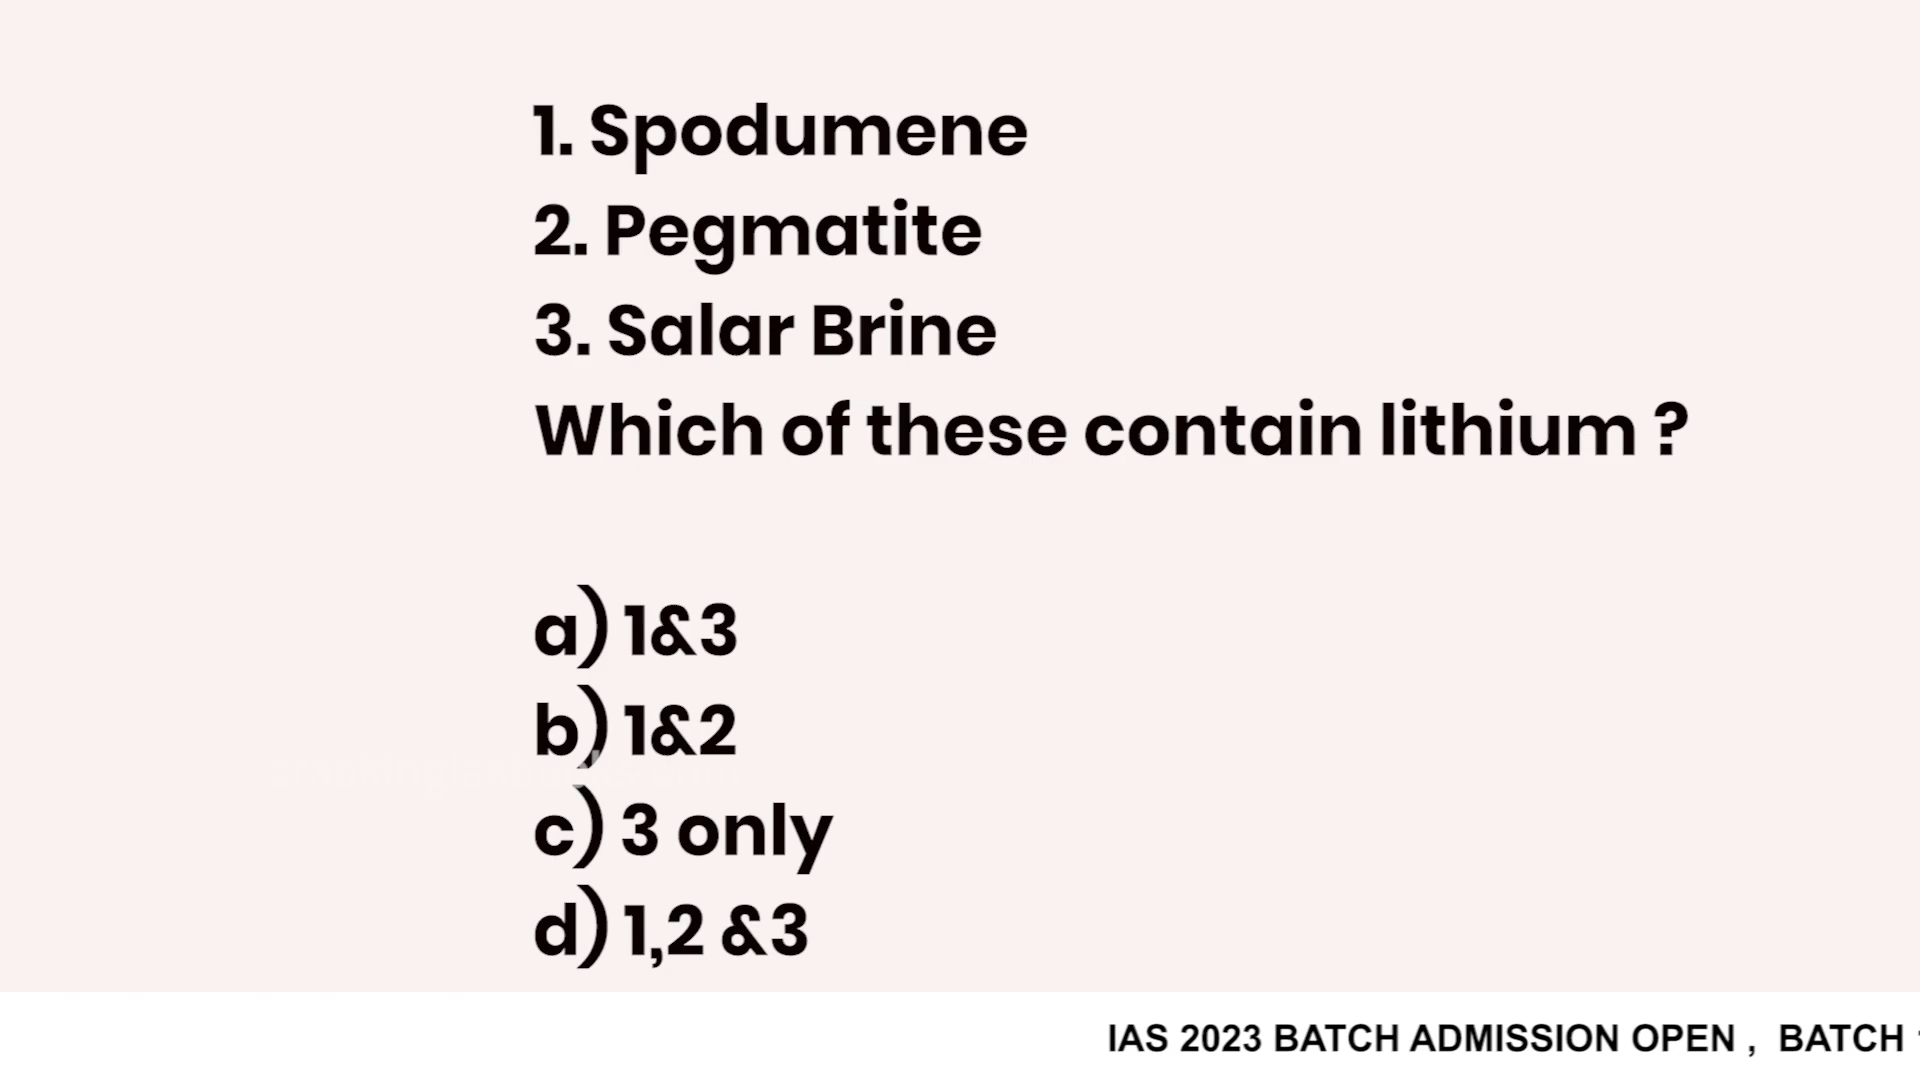 1. Spodumene
2. Pegmatite
3. Salar Brine
Which of these contain lithium ?
a) 1&3
b) 1&2
c) 3 only
d) 1,2 &3
IAS 2023 BATCH ADMISSION OPEN , BATCH